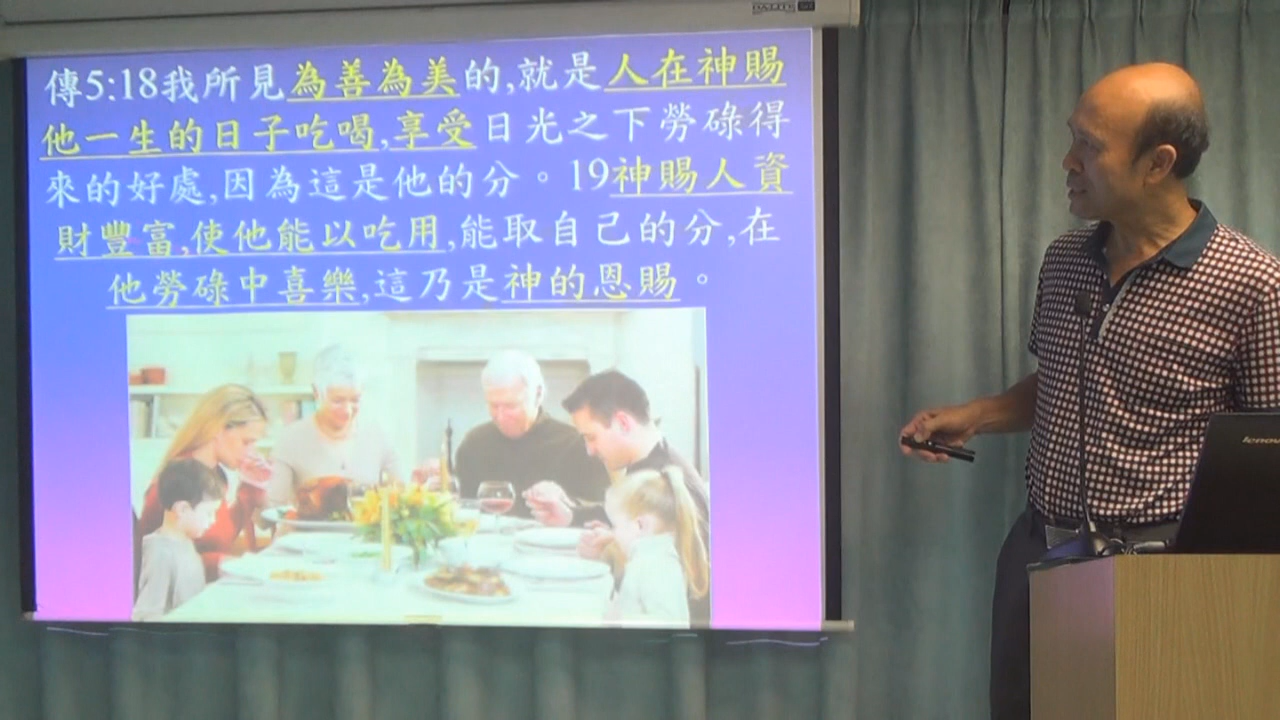 傳5:18我所見為善為美的,就是人在神賜
他一生的日子吃喝,享受日光之下勞碌得
來的好處,因為這是他的分。19神賜人資
財豐富,使他能以吃用,能取自己的分,在
他勞碌中喜樂,這乃是神的恩賜。
DA-LITE
lenovo